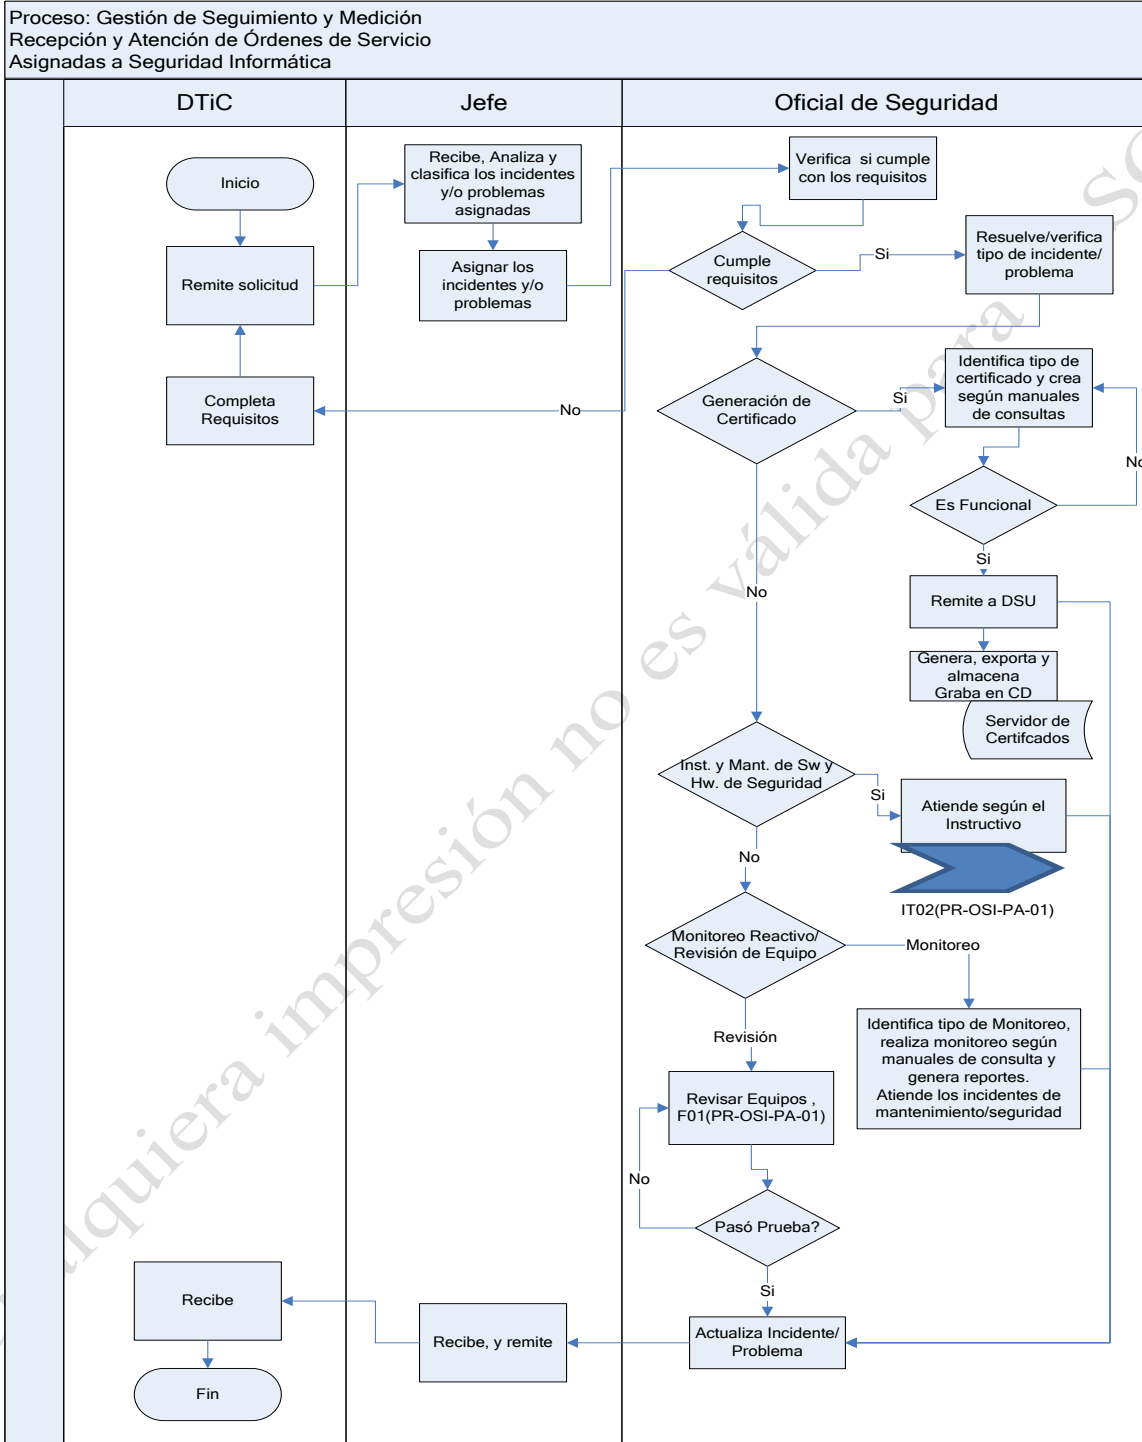 Proceso: Gestión de Seguimiento y Medición
Recepción y Atención de Órdenes de Servicio
Asignadas a Seguridad Informática
DTiC
Jefe
Oficial de Seguridad
Inicio
Remite solicitud
Completa
Requisitos
Recibe, Analiza y
clasifica los incidentes
y/o problemas
asignadas
Asignar los
incidentes y/o
problemas
Verifica si cumple
con los requisitos
Cumple
requisitos
Si
No
Resuelve/verifica
tipo de incidente/
problema
Generación de
Certificado
Si
No
Identifica tipo de
certificado y crea
según manuales
de consultas
Es Funcional
No
Si
Remite a DSU
Genera, exporta y
almacena
Graba en CD
Servidor de
Certifcados
Inst. y Mant. de Sw y
Hw. de Seguridad
Si
No
Atiende según el
Instructivo
IT02(PR-OSI-PA-01)
Monitoreo Reactivo/
Revisión de Equipo
Monitoreo
Revisión
Identifica tipo de Monitoreo,
realiza monitoreo según
manuales de consulta y
genera reportes.
Atiende los incidentes de
mantenimiento/seguridad
Revisar Equipos ,
F01(PR-OSI-PA-01)
No
Pasó Prueba?
Si
Actualiza Incidente/
Problema
Recibe, y remite
Recibe
Fin
alquiera impresión no es válida para